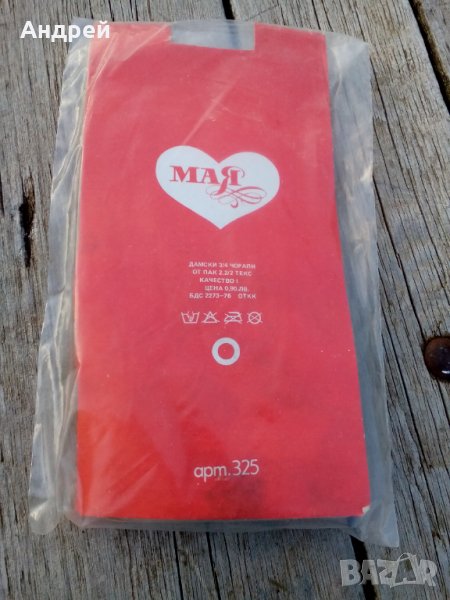 Андрей
МАЯ
ДАМСКИ 3/4 ЧОРАПИ
ОТ ПАК 2,2/2 ТЕКС
КАЧЕСТВО I
ЦЕНА 0,90 ЛВ.
БДС 2273-76 ОТКК
арт.325
BAZAR